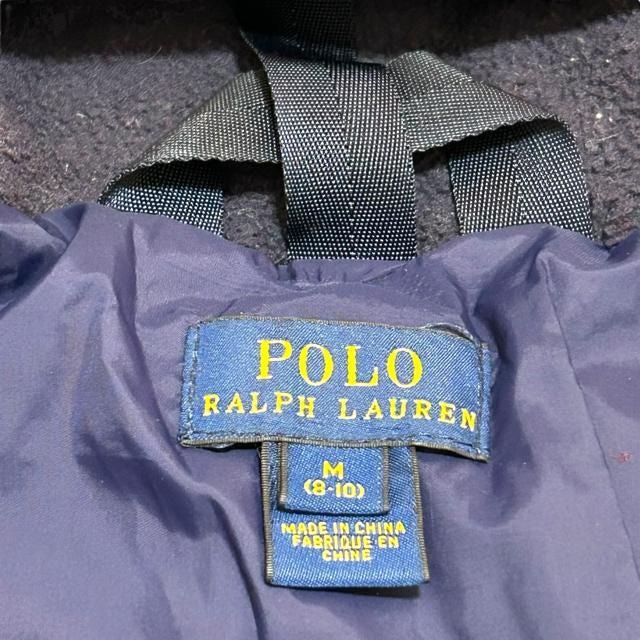 POLO
RALPH LAUREN
M
(8-10)
MADE IN CHINA
FABRIQUE EN
CHINE